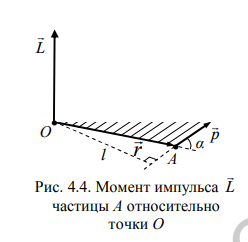 L⃗
O
l
r⃗
A
α
p⃗
Рис. 4.4. Момент импульса L⃗
частицы A относительно
точки O